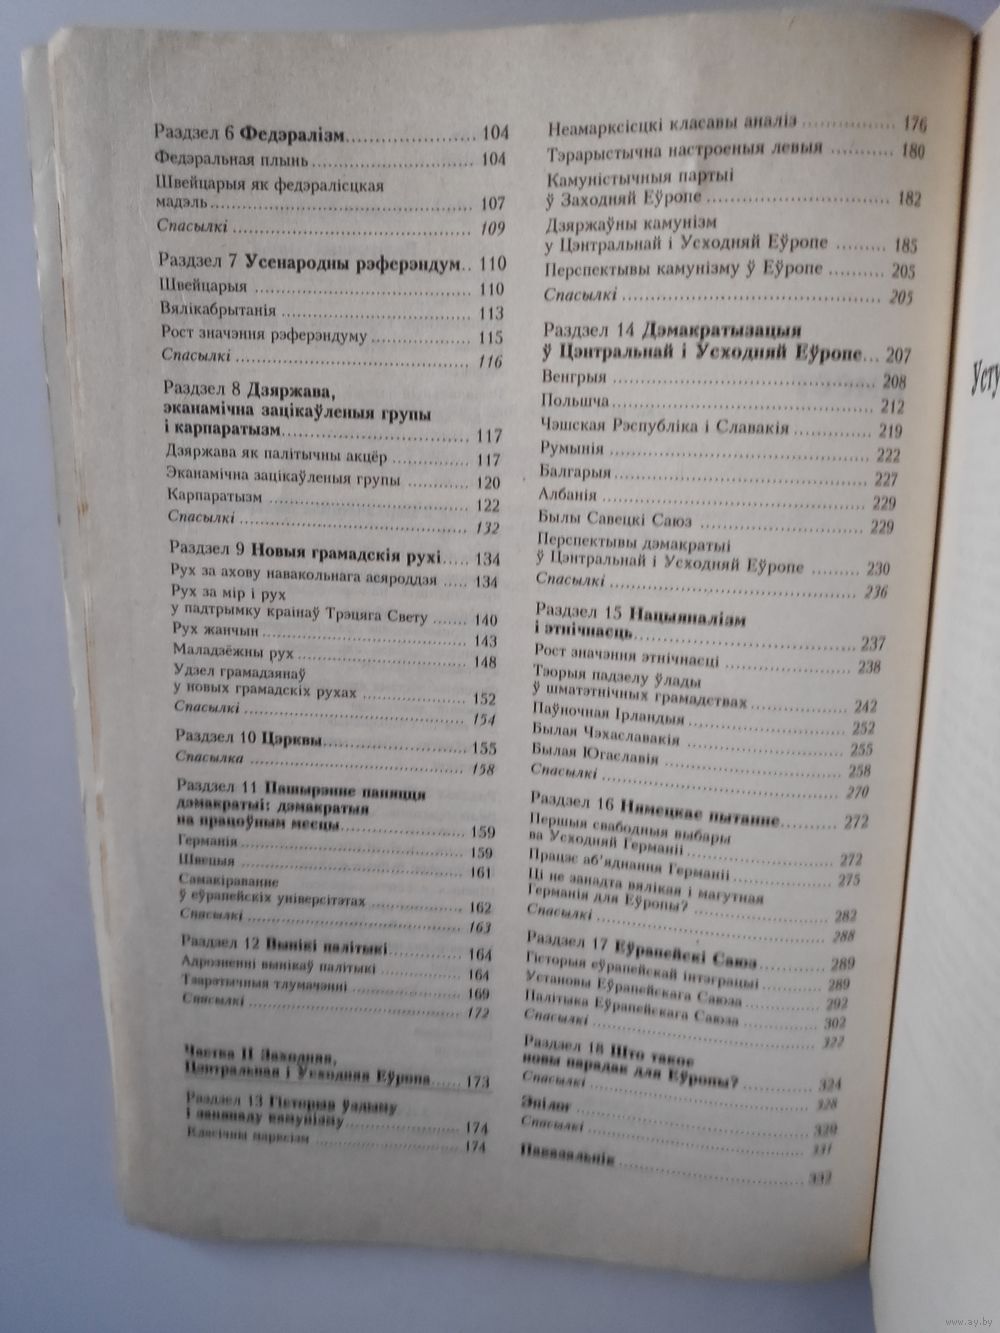 Раздзел 6 Федэралізм..................... 104
Федэральная плынь ......................... 104
Швейцарыя як федэралісцкая
мадэль.......................................... 107
Спасылкі ...................................... 109
Раздзел 7 Усенародны рэферэндум.. 110
Швейцарыя ................................... 110
Вялікабрытанія ............................... 113
Рост значэння рэферэндуму ............... 115
Спасылкі ...................................... 116
Раздзел 8 Дзяржава,
эканамічна зацікаўленыя групы
і карпаратызм............................... 117
Дзяржава як палітычны акцёр ............ 117
Эканамічна зацікаўленыя групы ........... 120
Карпаратызм ................................. 122
Спасылкі ...................................... 132
Раздзел 9 Новыя грамадскія рухі..... 134
Рух за ахову навакольнага асяроддзя ..... 134
Рух за мір і рух
у падтрымку краінаў Трэцяга Свету ...... 140
Рух жанчын ................................... 143
Маладзёжны рух ............................. 148
Удзел грамадзянаў
у новых грамадскіх рухах .................. 152
Спасылкі ...................................... 154
Раздзел 10 Цэрквы........................ 155
Спасылка ...................................... 158
Раздзел 11 Пашырэнне паняцця
дэмакратыі: дэмакратыя
на працоўным месцы..................... 159
Германія ....................................... 159
Швецыя ........................................ 161
Самакіраванне
ў еўрапейскіх універсітэтах ............... 162
Спасылкі ...................................... 163
Раздзел 12 Вынікі палітыкі............. 164
Адрозненні вынікаў палітыкі ............. 164
Тэарэтычныя тлумачэнні ................... 169
Спасылкі ...................................... 172
Частка II Заходняя,
Цэнтральная і Усходняя Еўропа...... 173
Раздзел 13 Гісторыя ўздыму
і заняпаду камунізму..................... 174
Класічны марксізм ......................... 174
Неамарксісцкі класавы аналіз ............. 176
Тэрарыстычна настроеныя левыя .......... 180
Камуністычныя партыі
ў Заходняй Еўропе .......................... 182
Дзяржаўны камунізм
у Цэнтральнай і Усходняй Еўропе ......... 185
Перспектывы камунізму ў Еўропе ......... 205
Спасылкі ...................................... 205
Раздзел 14 Дэмакратызацыя
ў Цэнтральнай і Усходняй Еўропе... 207
Венгрыя ....................................... 208
Польшча........................................ 212
Чэшская Рэспубліка і Славакія ............ 219
Румынія ........................................ 222
Балгарыя ...................................... 227
Албанія ........................................ 229
Былы Савецкі Саюз ......................... 229
Перспектывы дэмакратыі
ў Цэнтральнай і Усходняй Еўропе ......... 230
Спасылкі ...................................... 236
Раздзел 15 Нацыяналізм
і этнічнасць.................................. 237
Рост значэння этнічнасці .................. 238
Тэорыя падзелу ўлады
ў шматэтнічных грамадствах .............. 242
Паўночная Ірландыя ......................... 252
Былая Чэхаславакія ......................... 255
Былая Югаславія ............................. 258
Спасылкі ...................................... 270
Раздзел 16 Нямецкае пытанне......... 272
Першыя свабодныя выбары
ва Усходняй Германіі ....................... 272
Працэс аб'яднання Германіі ............... 275
Ці не занадта вялікая і магутная
Германія для Еўропы? ...................... 282
Спасылкі ...................................... 288
Раздзел 17 Еўрапейскі Саюз........... 289
Гісторыя еўрапейскай інтэграцыі ......... 289
Установы Еўрапейскага Саюза ............. 292
Палітыка Еўрапейскага Саюза ............. 302
Спасылкі ...................................... 322
Раздзел 18 Што такое
новы парадак для Еўропы? ............ 324
Спасылкі ...................................... 328
Эпілог ........................................ 329
Спасылкі ...................................... 331
Паказальнік ................................. 332
Усту
www.ay.by